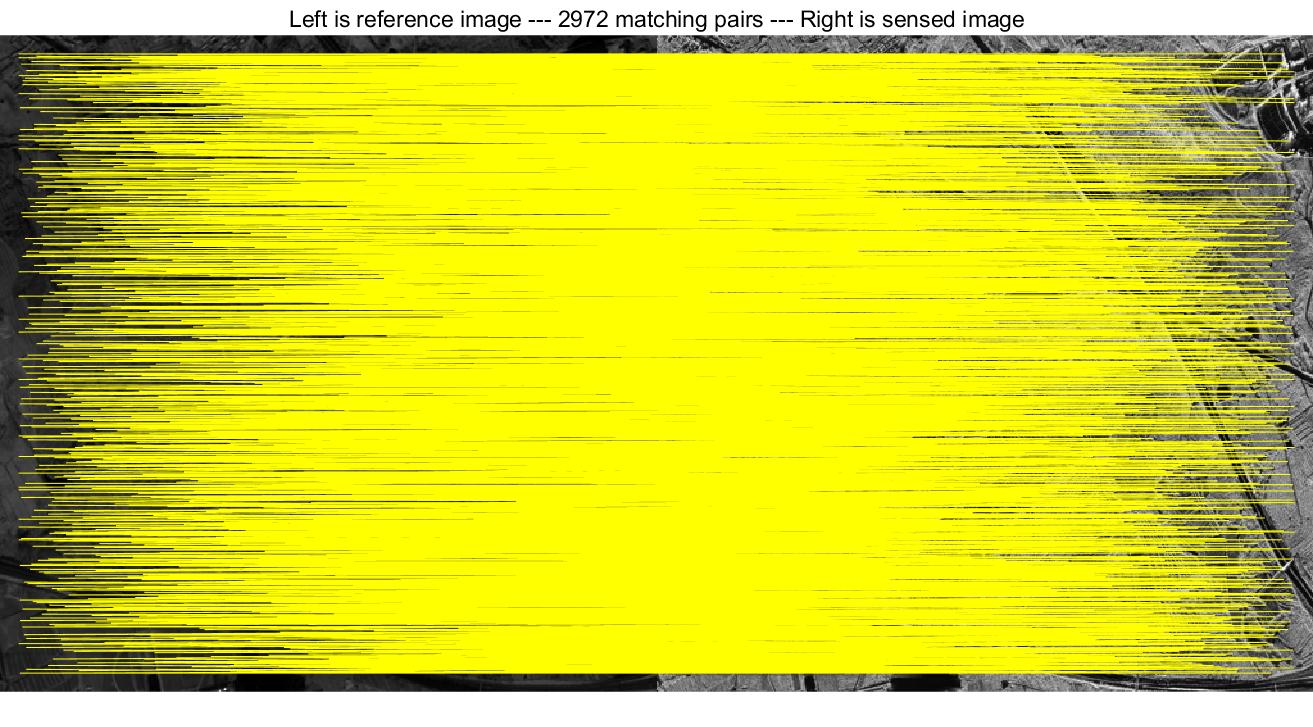 Left is reference image --- 2972 matching pairs --- Right is sensed image